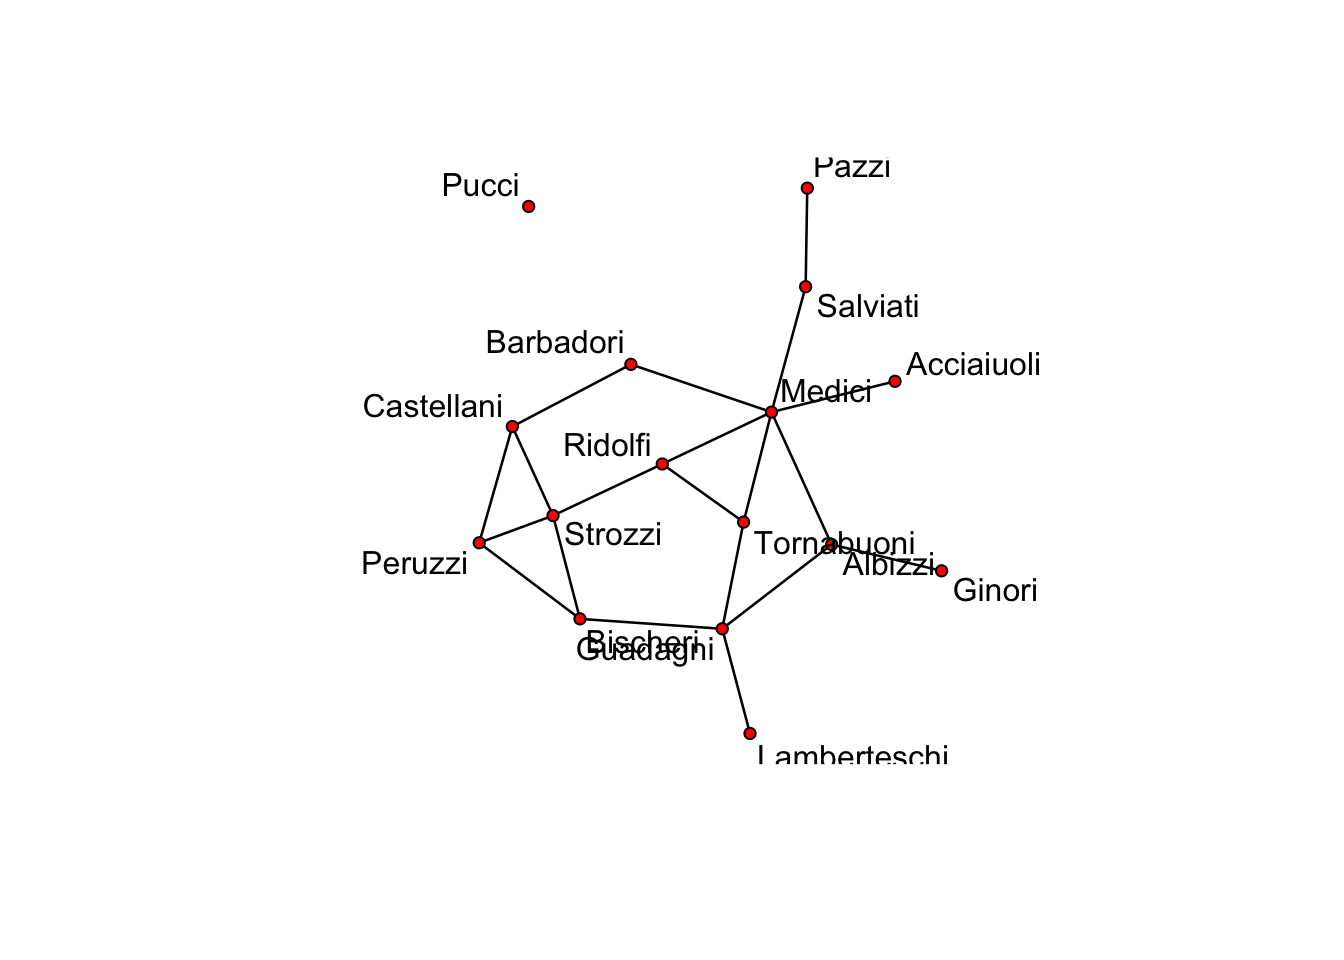 Pazzi
Pucci
Salviati
Barbadori
Acciaiuoli
Medici
Castellani
Ridolfi
Strozzi
Tornabuoni
Peruzzi
Albizzi
Ginori
Bischeri
Guadagni
Lamberteschi